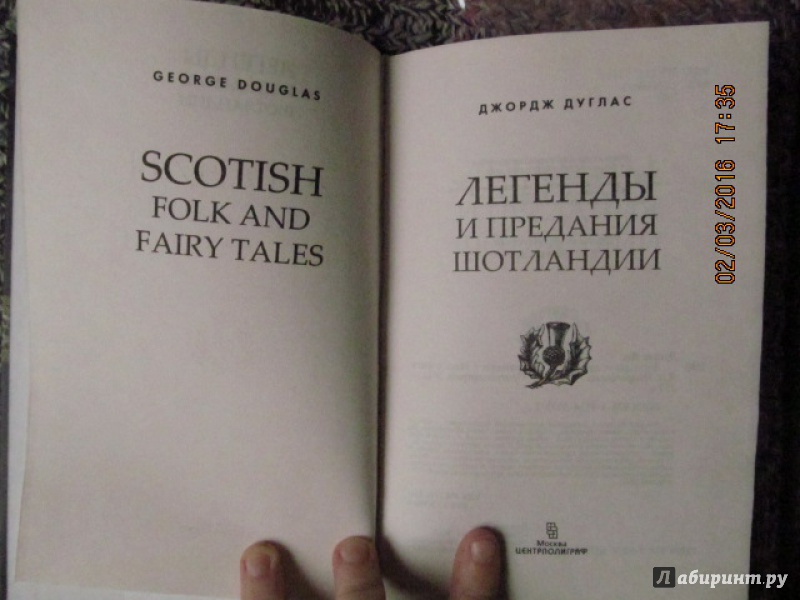 GEORGE DOUGLAS
SCOTISH
FOLK AND
FAIRY TALES
ДЖОРДЖ ДУГЛАС
ЛЕГЕНДЫ
И ПРЕДАНИЯ
ШОТЛАНДИИ
Москва
ЦЕНТРПОЛИГРАФ
02/03/2016 17:35
Лабиринт.ру